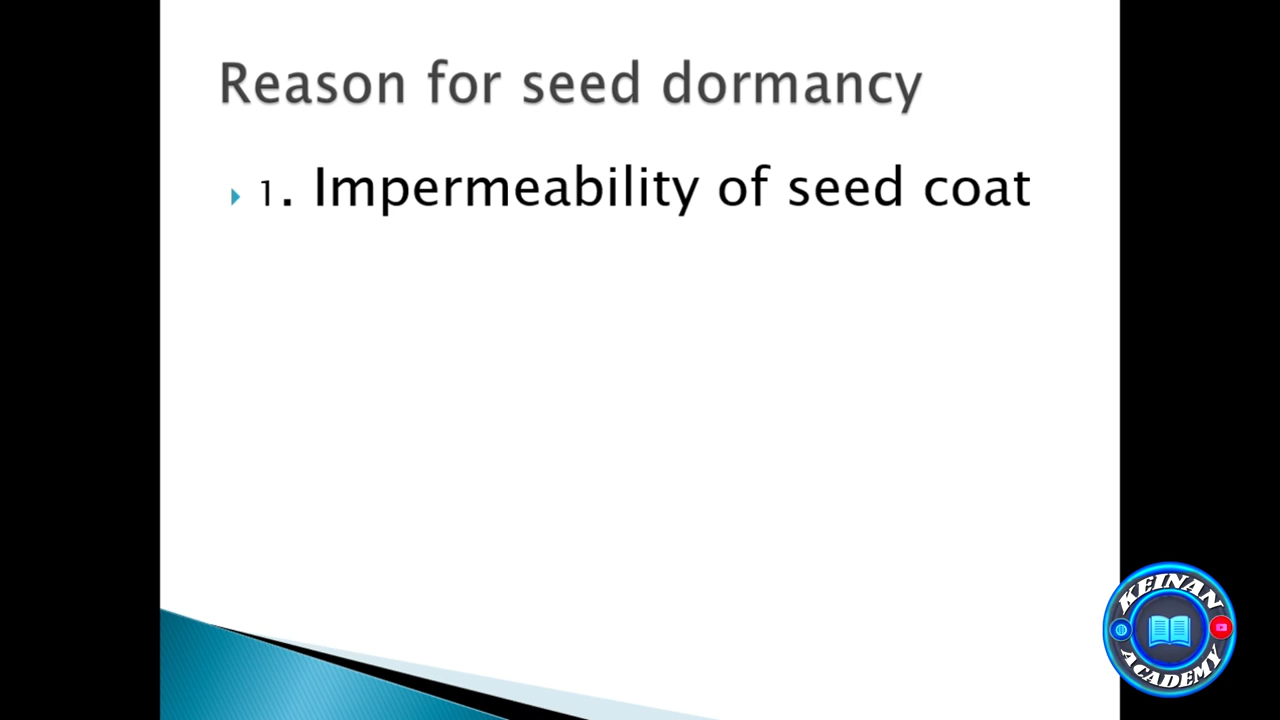 Reason for seed dormancy
1. Impermeability of seed coat
KEINAN
ACADEMY